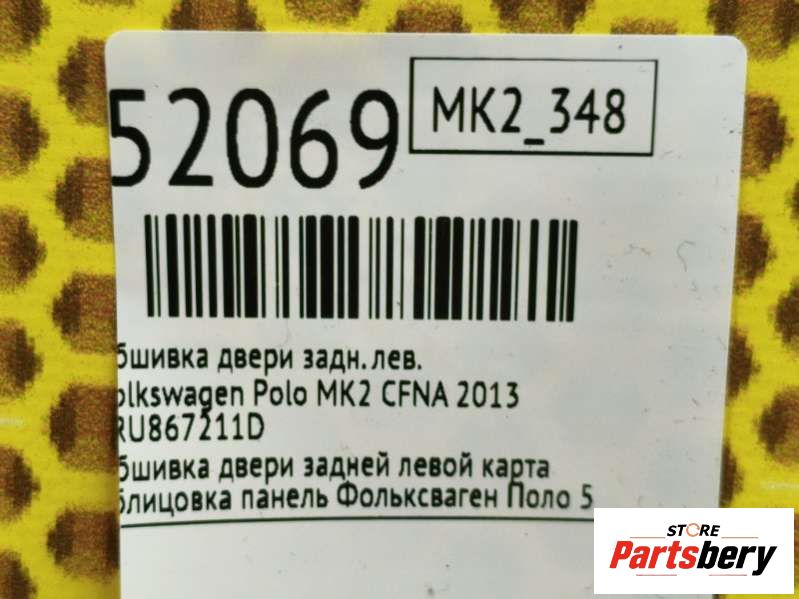 52069
MK2_348
бшивка двери задн. лев.
olkswagen Polo MK2 CFNA 2013
RU867211D
бшивка двери задней левой карта
блицовка панель Фольксваген Поло 5
STORE
Partsbery